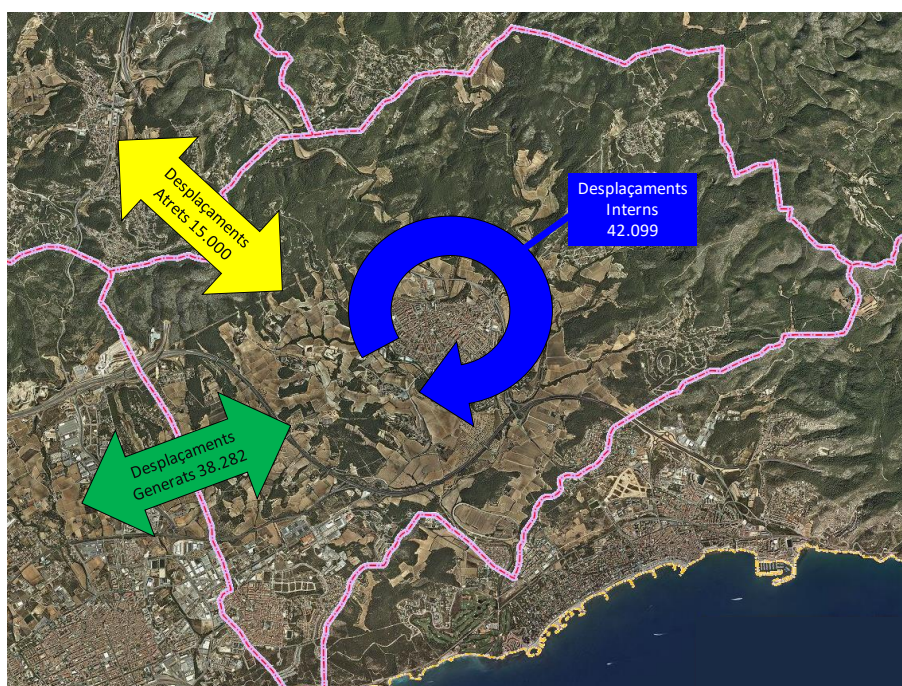 Desplaçaments
Atrets 15.000
Desplaçaments
Interns
42.099
Desplaçaments
Generats 38.282